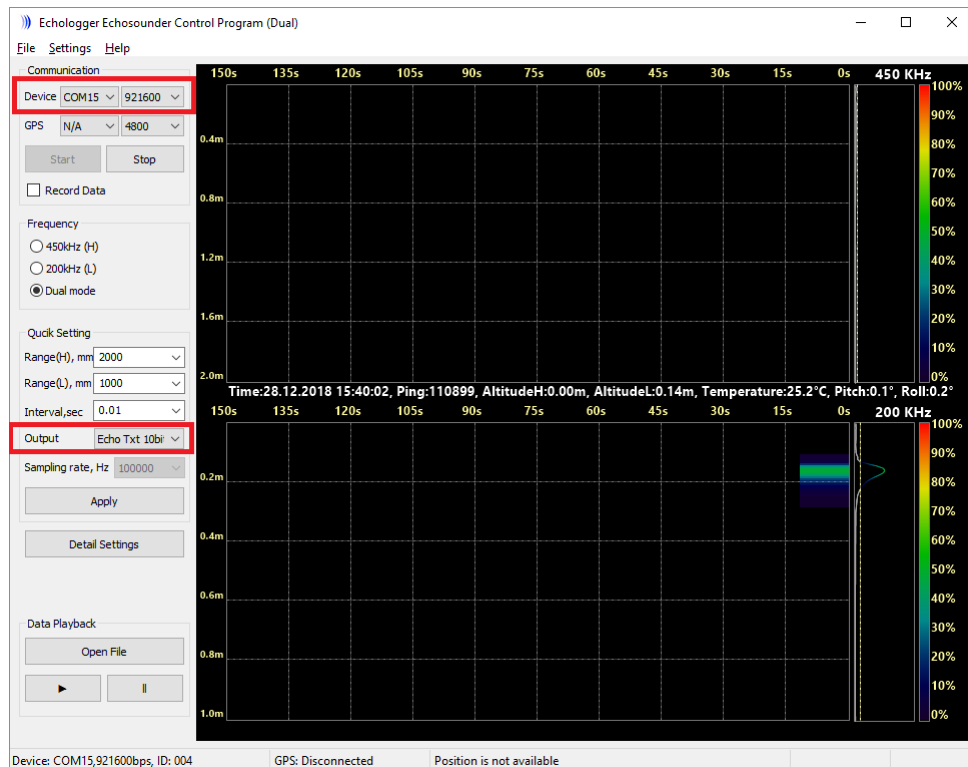 Echologger Echosounder Control Program (Dual)
File Settings Help
Communication
Device COM15 921600
GPS N/A 4800
Start Stop
Record Data
Frequency
450kHz (H)
200kHz (L)
Dual mode
Qucik Setting
Range(H), mm 2000
Range(L), mm 1000
Interval,sec 0.01
Output Echo Txt 10bi
Sampling rate, Hz 100000
Apply
Detail Settings
Data Playback
Open File
150s 135s 120s 105s 90s 75s 60s 45s 30s 15s 0s 450 KHz
0.4m
0.8m
1.2m
1.6m
2.0m
100%
90%
80%
70%
60%
50%
40%
30%
20%
10%
0%
Time:28.12.2018 15:40:02, Ping:110899, AltitudeH:0.00m, AltitudeL:0.14m, Temperature:25.2°C, Pitch:0.1°, Roll:0.2°
150s 135s 120s 105s 90s 75s 60s 45s 30s 15s 0s 200 KHz
0.2m
0.4m
0.6m
0.8m
1.0m
100%
90%
80%
70%
60%
50%
40%
30%
20%
10%
0%
Device: COM15,921600bps, ID: 004 GPS: Disconnected Position is not available